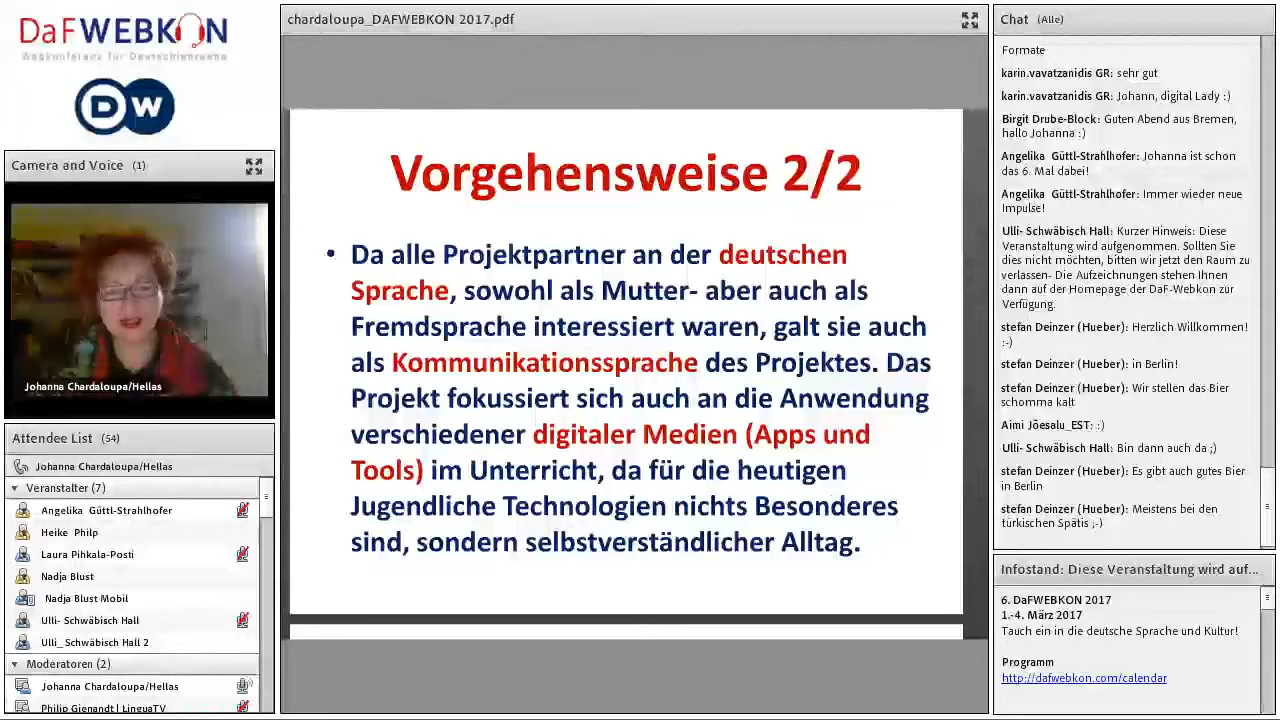 DaFWEBKON
Webkonferenz für Deutschlernende
DW
Camera and Voice (1)
Johanna Chardaloupa/Hellas
Attendee List (54)
Johanna Chardaloupa/Hellas
Veranstalter (7)
Angelika Güttl-Strahlhofer
Heike Philp
Laura Pihkala-Posti
Nadja Blust
Nadja Blust Mobil
Ulli- Schwäbisch Hall
Ulli_ Schwäbisch Hall 2
Moderatoren (2)
Johanna Chardaloupa/Hellas
Philip Gienandt | LinguaTV
chardaloupa_DAFWEBKON 2017.pdf
Vorgehensweise 2/2
• Da alle Projektpartner an der deutschen
Sprache, sowohl als Mutter- aber auch als
Fremdsprache interessiert waren, galt sie auch
als Kommunikationssprache des Projektes. Das
Projekt fokussiert sich auch an die Anwendung
verschiedener digitaler Medien (Apps und
Tools) im Unterricht, da für die heutigen
Jugendliche Technologien nichts Besonderes
sind, sondern selbstverständlicher Alltag.
Chat (Alle)
Formate
karin.vavatzanidis GR: sehr gut
karin.vavatzanidis GR: Johann, digital Lady :)
Birgit Drube-Block: Guten Abend aus Bremen,
hallo Johanna :)
Angelika Güttl-Strahlhofer: Johanna ist schon
das 6. Mal dabei!
Angelika Güttl-Strahlhofer: Immer wieder neue
Impulse!
Ulli- Schwäbisch Hall: Kurzer Hinweis: Diese
Veranstaltung wird aufgenommen. Sollten Sie
dies nicht möchten, bitten wir jetzt den Raum zu
verlassen- Die Aufzeichnungen stehen Ihnen
dann auf der Homepage der DaF-Webkon zur
Verfügung.
stefan Deinzer (Hueber): Herzlich Willkommen!
:-)
stefan Deinzer (Hueber): in Berlin!
stefan Deinzer (Hueber): Wir stellen das Bier
schomma kalt
Aimi Jõesalu_EST: :)
Ulli- Schwäbisch Hall: Bin dann auch da ;)
stefan Deinzer (Hueber): Es gibt auch gutes Bier
in Berlin
stefan Deinzer (Hueber): Meistens bei den
türkischen Spätis ;-)
Infostand: Diese Veranstaltung wird auf...
6. DaFWEBKON 2017
1.-4. März 2017
Tauch ein in die deutsche Sprache und Kultur!
Programm
http://dafwebkon.com/calendar